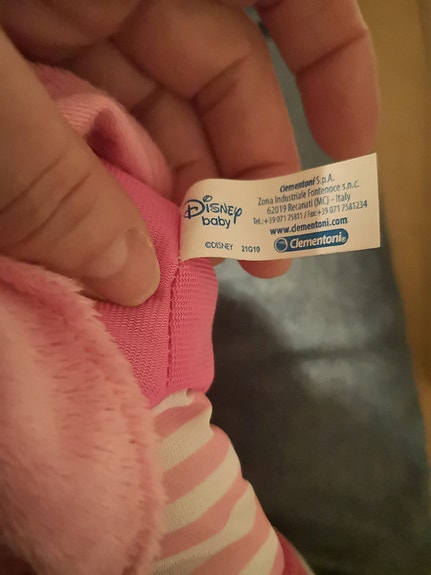 Clementoni S.p.A.
Zona Industriale Fontenoce s.n.c.
62019 Recanati (MC) - Italy
Tel.:+39 071 75811 / Fax:+39 071 7581234
www.clementoni.com
Clementoni®
Disney
baby
©DISNEY 21G10